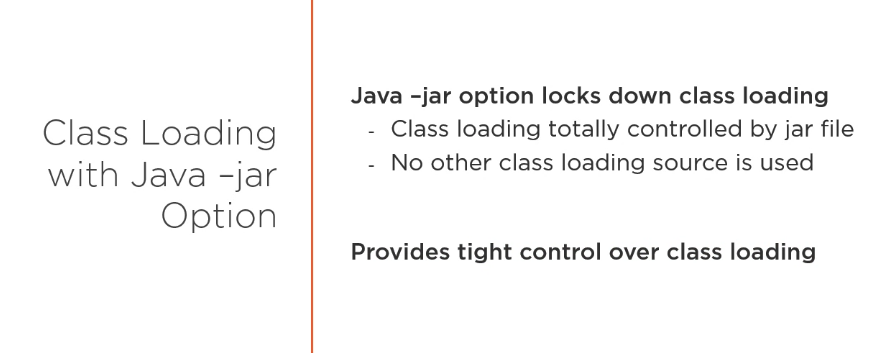 Class Loading
with Java –jar
Option
Java –jar option locks down class loading
- Class loading totally controlled by jar file
- No other class loading source is used
Provides tight control over class loading